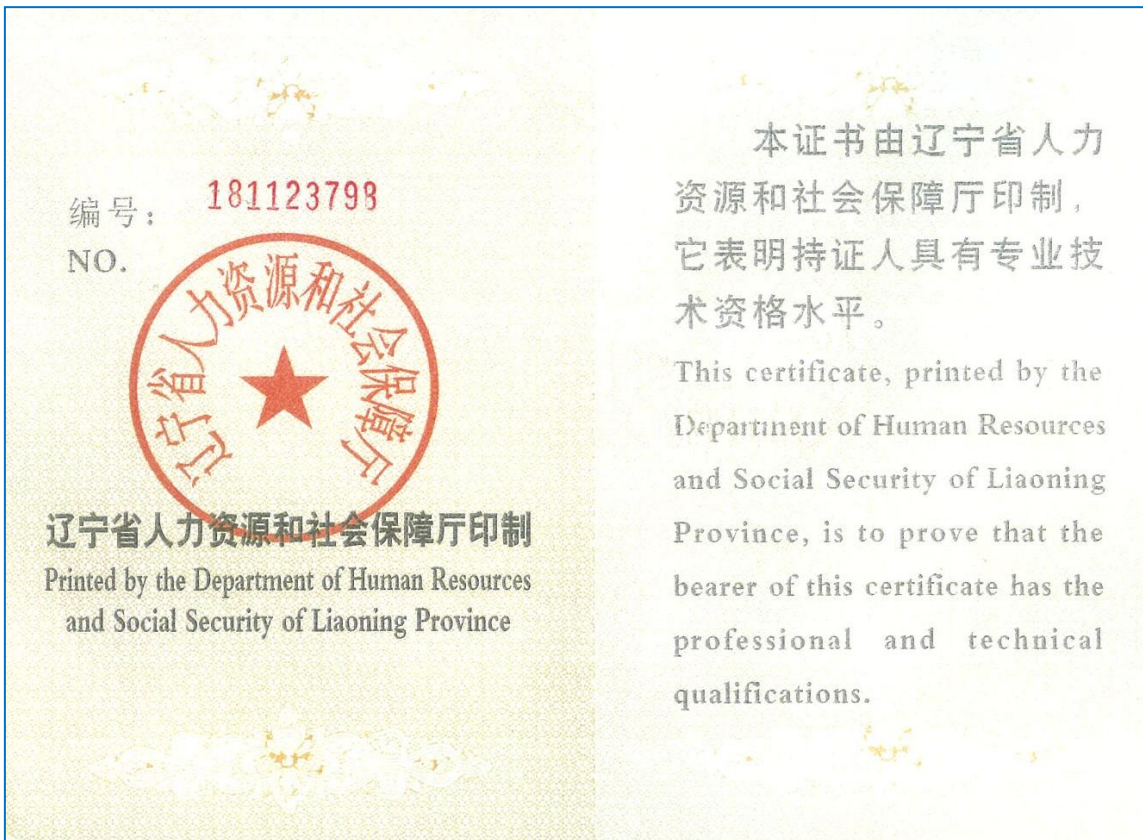 编号：
181123798
NO.
辽宁省人力资源和社会保障厅
辽宁省人力资源和社会保障厅印制
Printed by the Department of Human Resources
and Social Security of Liaoning Province
本证书由辽宁省人力
资源和社会保障厅印制，
它表明持证人具有专业技
术资格水平。
This certificate, printed by the
Department of Human Resources
and Social Security of Liaoning
Province, is to prove that the
bearer of this certificate has the
professional and technical
qualifications.